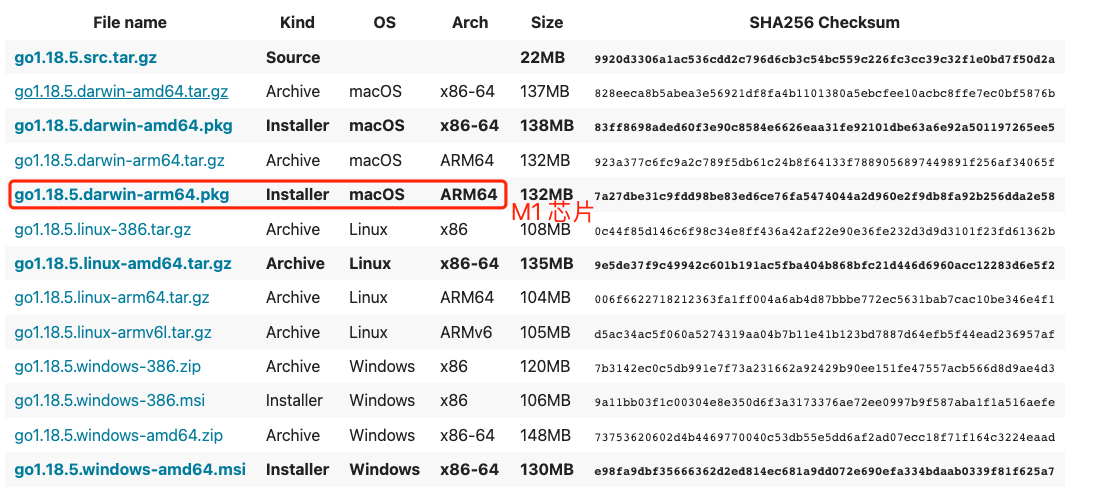 File name Kind OS Arch Size SHA256 Checksum
go1.18.5.src.tar.gz Source 22MB 9920d3306a1ac536cdd2c796d6cb3c54bc559c226fc3cc39c32f1e0bd7f50d2a
go1.18.5.darwin-amd64.tar.gz Archive macOS x86-64 137MB 828eeca8b5abea3e56921df8fa4b1101380a5ebcfee10acbc8ffe7ec0bf5876b
go1.18.5.darwin-amd64.pkg Installer macOS x86-64 138MB 83ff8698aded60f3e90c8584e6626eaa31fe92101dbe63a6e92a501197265ee5
go1.18.5.darwin-arm64.tar.gz Archive macOS ARM64 132MB 923a377c6fc9a2c789f5db61c24b8f64133f7889056897449891f256af34065f
go1.18.5.darwin-arm64.pkg Installer macOS ARM64 132MB 7a27dbe31c9fdd98be83ed6ce76fa5474044a2d960e2f9db8fa92b256dda2e58
M1 芯片
go1.18.5.linux-386.tar.gz Archive Linux x86 108MB 0c44f85d146c6f98c34e8ff436a42af22e90e36fe232d3d9d3101f23fd61362b
go1.18.5.linux-amd64.tar.gz Archive Linux x86-64 135MB 9e5de37f9c49942c601b191ac5fba404b868bfc21d446d6960acc12283d6e5f2
go1.18.5.linux-arm64.tar.gz Archive Linux ARM64 104MB 006f6622718212363fa1ff004a6ab4d87bbbe772ec5631bab7cac10be346e4f1
go1.18.5.linux-armv6l.tar.gz Archive Linux ARMv6 105MB d5ac34ac5f060a5274319aa04b7b11e41b123bd7887d64efb5f44ead236957af
go1.18.5.windows-386.zip Archive Windows x86 120MB 7b3142ec0c5db991e7f73a231662a92429b90ee151fe47557acb566d8d9ae4d3
go1.18.5.windows-386.msi Installer Windows x86 106MB 9a11bb03f1c00304e8e350d6f3a3173376ae72ee0997b9f587aba1f1a516aefe
go1.18.5.windows-amd64.zip Archive Windows x86-64 148MB 73753620602d4b4469770040c53db55e5dd6af2ad07ecc18f71f164c3224eaad
go1.18.5.windows-amd64.msi Installer Windows x86-64 130MB e98fa9dbf35666362d2ed814ec681a9dd072e690efa334bdaab0339f81f625a7